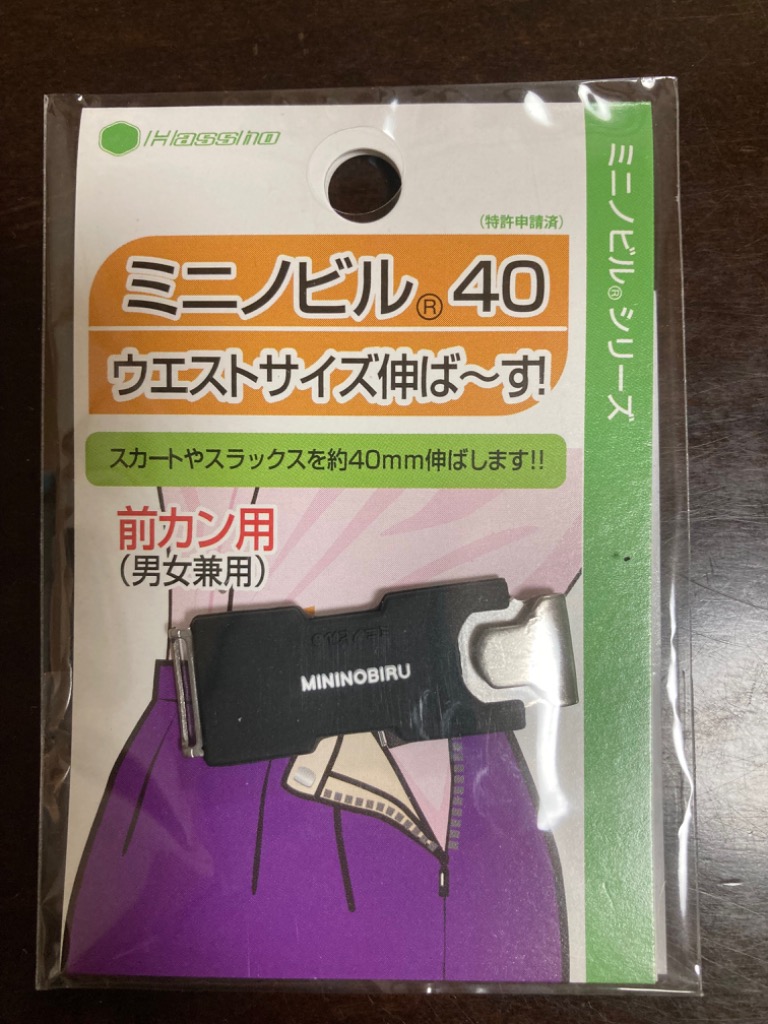 Hassho
(特許申請済)
ミニノビル®40
ウエストサイズ伸ば〜す!
スカートやスラックスを約40mm伸ばします!!
前カン用
(男女兼用)
MININOBIRU
ミニノビル®シリーズ